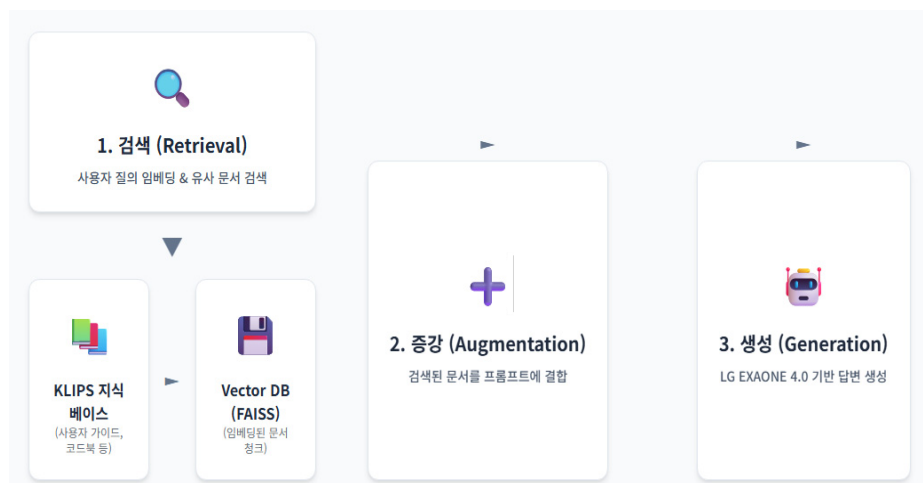 1. 검색 (Retrieval)
사용자 질의 임베딩 & 유사 문서 검색
KLIPS 지식
베이스
(사용자 가이드,
코드북 등)
Vector DB
(FAISS)
(임베딩된 문서
청크)
2. 증강 (Augmentation)
검색된 문서를 프롬프트에 결합
3. 생성 (Generation)
LG EXAONE 4.0 기반 답변 생성